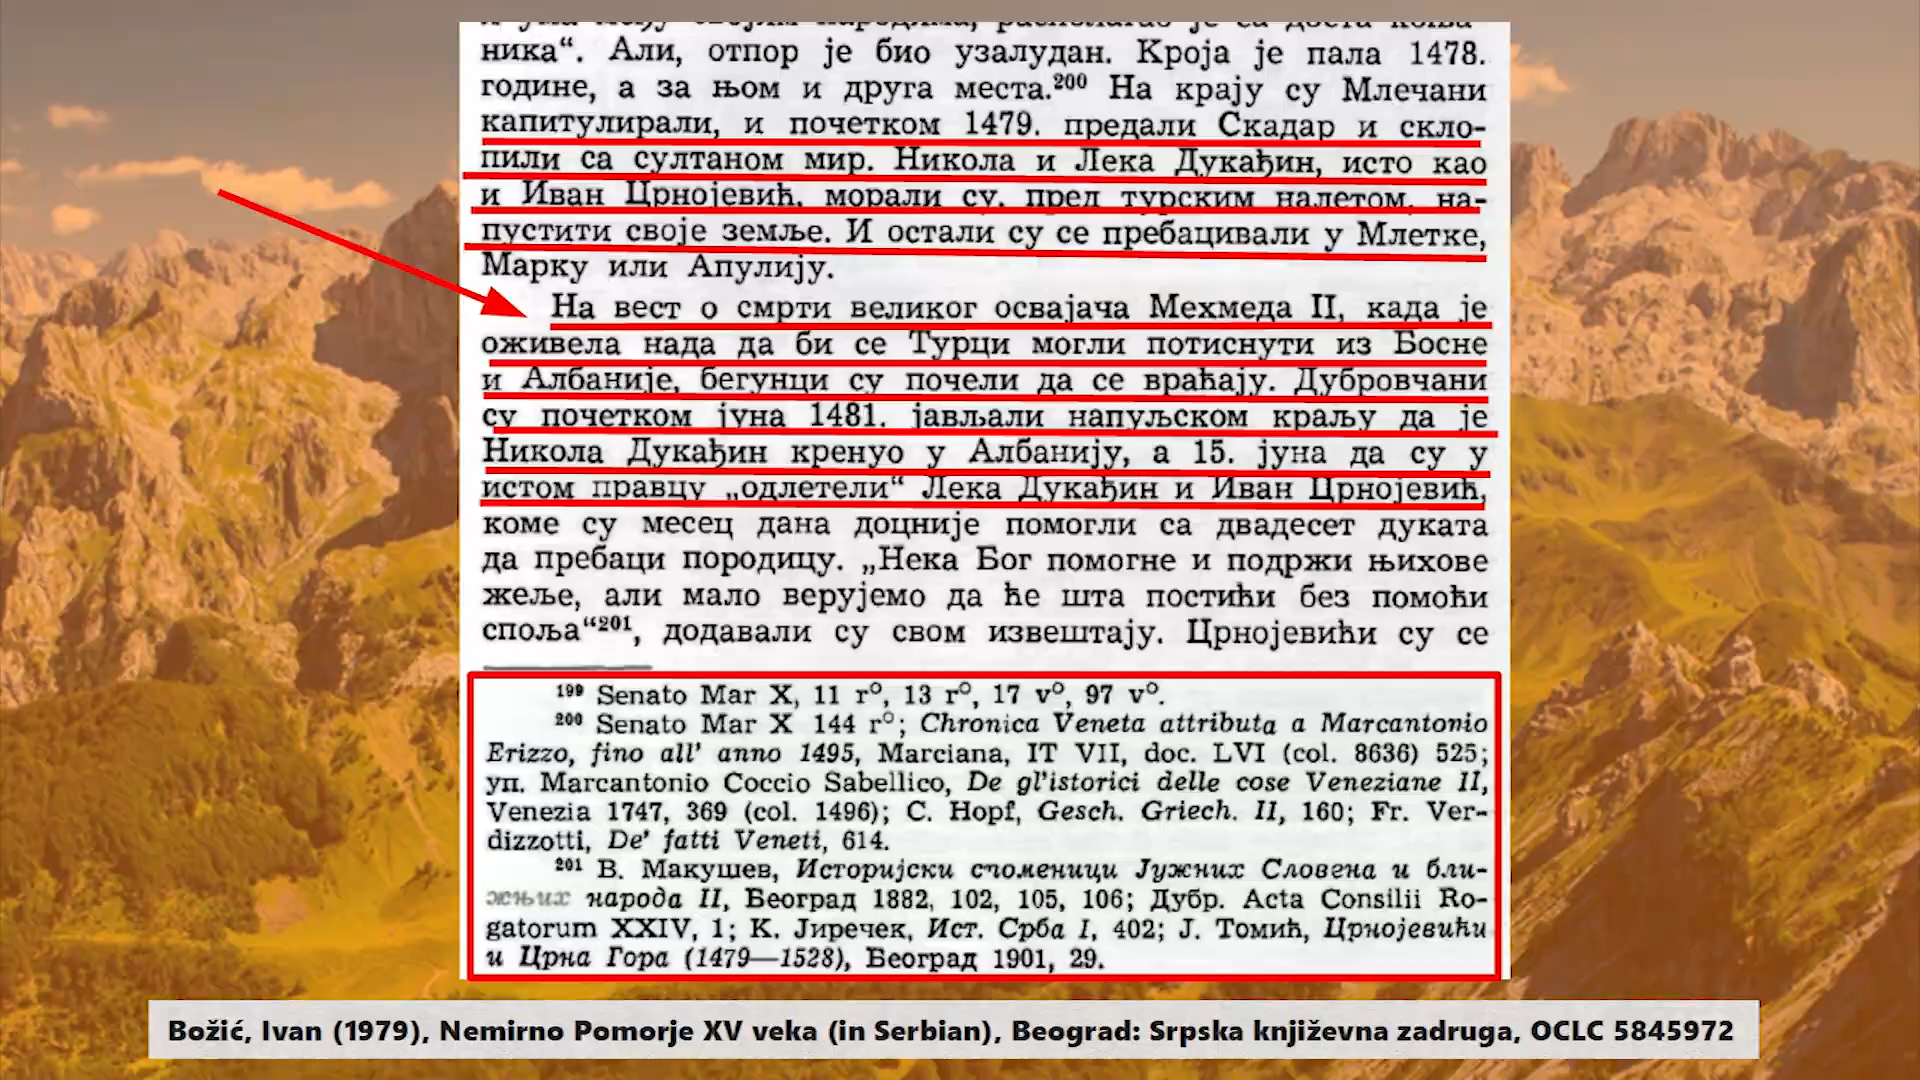 ника“. Али, отпор је био узалудан. Кроја је пала 1478.
године, а за њом и друга места.²⁰⁰ На крају су Млечани
капитулирали, и почетком 1479. предали Скадар и скло-
пили са султаном мир. Никола и Лека Дукађин, исто као
и Иван Црнојевић, морали су, пред турским налетом, на-
пустити своје земље. И остали су се пребацивали у Млетке,
Марку или Апулију.
На вест о смрти великог освајача Мехмеда II, када је
оживела нада да би се Турци могли потиснути из Босне
и Албаније, бегунци су почели да се враћају. Дубровчани
су почетком јуна 1481. јављали напуљском краљу да је
Никола Дукађин кренуо у Албанију, а 15. јуна да су у
истом правцу „одлетели“ Лека Дукађин и Иван Црнојевић,
коме су месец дана доцније помогли са двадесет дуката
да пребаци породицу. „Нека Бог помогне и подржи њихове
жеље, али мало верујемо да ће шта постићи без помоћи
споља“²⁰¹, додавали су свом извештају. Црнојевићи су се
¹⁹⁹ Senato Mar X, 11 r°, 13 r°, 17 v°, 97 v°.
²⁰⁰ Senato Mar X 144 r°; Chronica Veneta attributa a Marcantonio
Erizzo, fino all' anno 1495, Marciana, IT VII, doc. LVI (col. 8636) 525;
уп. Marcantonio Coccio Sabellico, De gl'istorici delle cose Veneziane II,
Venezia 1747, 369 (col. 1496); C. Hopf, Gesch. Griech. II, 160; Fr. Ver-
dizzotti, De' fatti Veneti, 614.
²⁰¹ В. Макушев, Историјски споменици Јужних Словена и бли-
жњих народа II, Београд 1882, 102, 105, 106; Дубр. Acta Consilii Ro-
gatorum XXIV, 1; К. Јиречек, Ист. Срба I, 402; Ј. Томић, Црнојевићи
и Црна Гора (1479—1528), Београд 1901, 29.
Božić, Ivan (1979), Nemirno Pomorje XV veka (in Serbian), Beograd: Srpska književna zadruga, OCLC 5845972